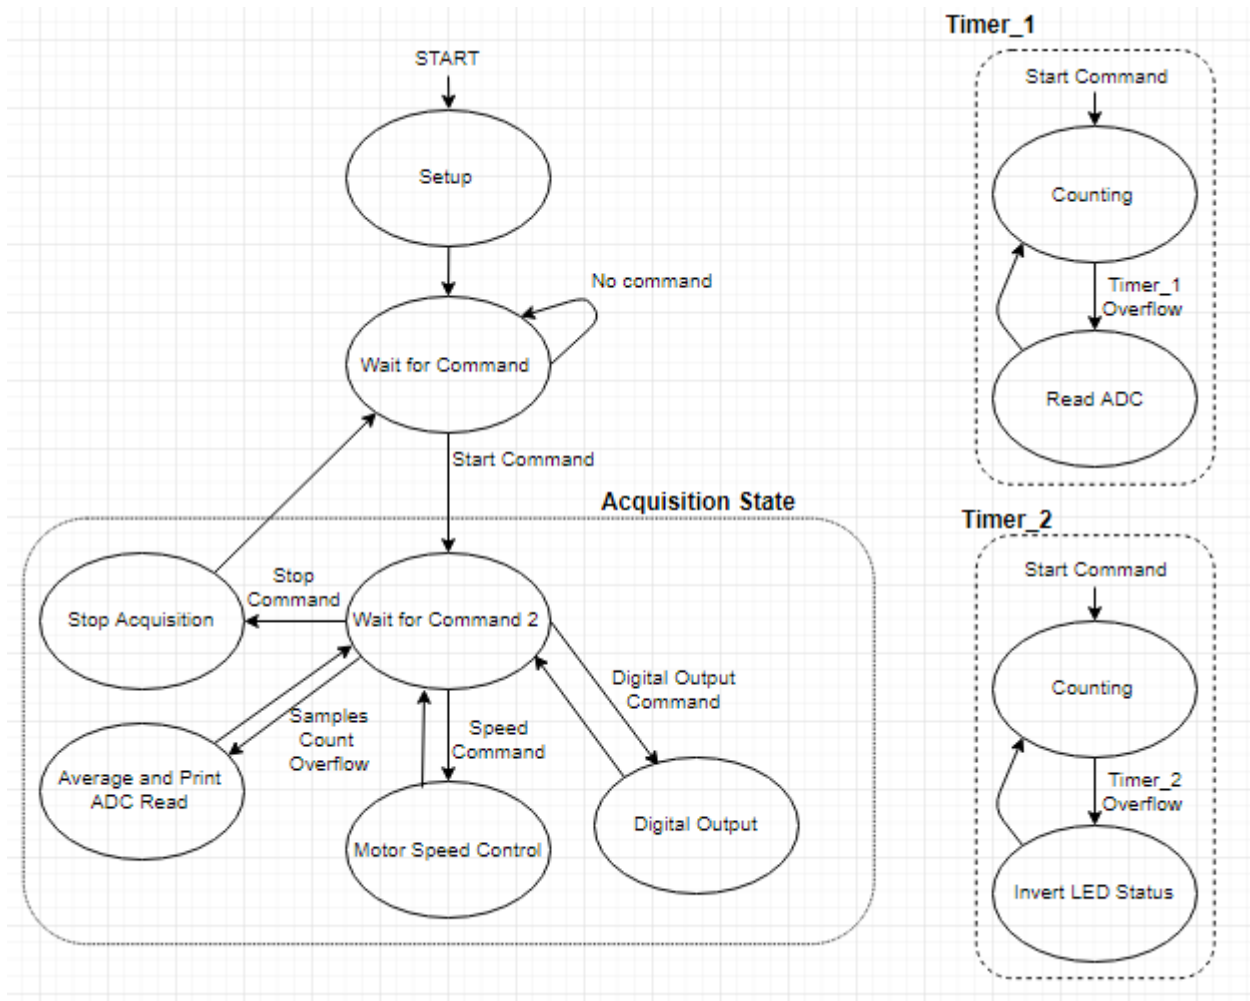 START
Setup
No command
Wait for Command
Start Command
Acquisition State
Stop
Command
Stop Acquisition
Wait for Command 2
Digital Output
Command
Samples
Count
Overflow
Speed
Command
Average and Print
ADC Read
Motor Speed Control
Digital Output
Timer_1
Start Command
Counting
Timer_1
Overflow
Read ADC
Timer_2
Start Command
Counting
Timer_2
Overflow
Invert LED Status